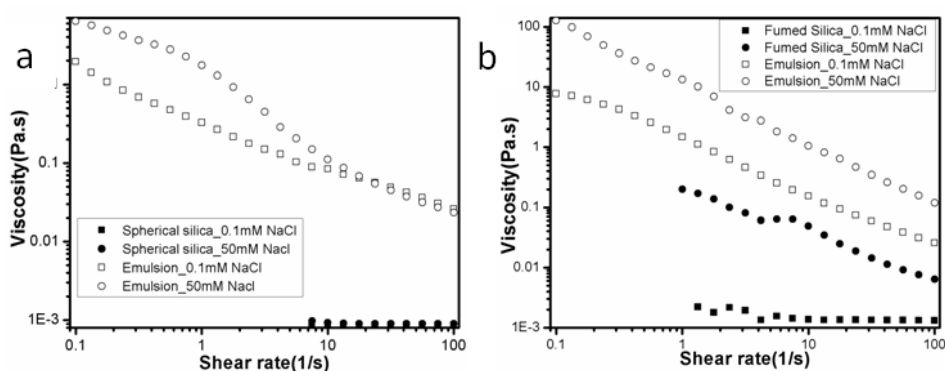 a
Viscosity(Pa.s)
0.1
0.01
1E-3
Spherical silica_0.1mM NaCl
Spherical silica_50mM NaCl
Emulsion_0.1mM NaCl
Emulsion_50mM Nacl
0.1 1 10 100
Shear rate(1/s)
b
Viscosity(Pa.s)
100
10
1
0.1
0.01
1E-3
Fumed Silica_0.1mM NaCl
Fumed Silica_50mM NaCl
Emulsion_0.1mM NaCl
Emulsion_50mM NaCl
0.1 1 10 100
Shear rate(1/s)